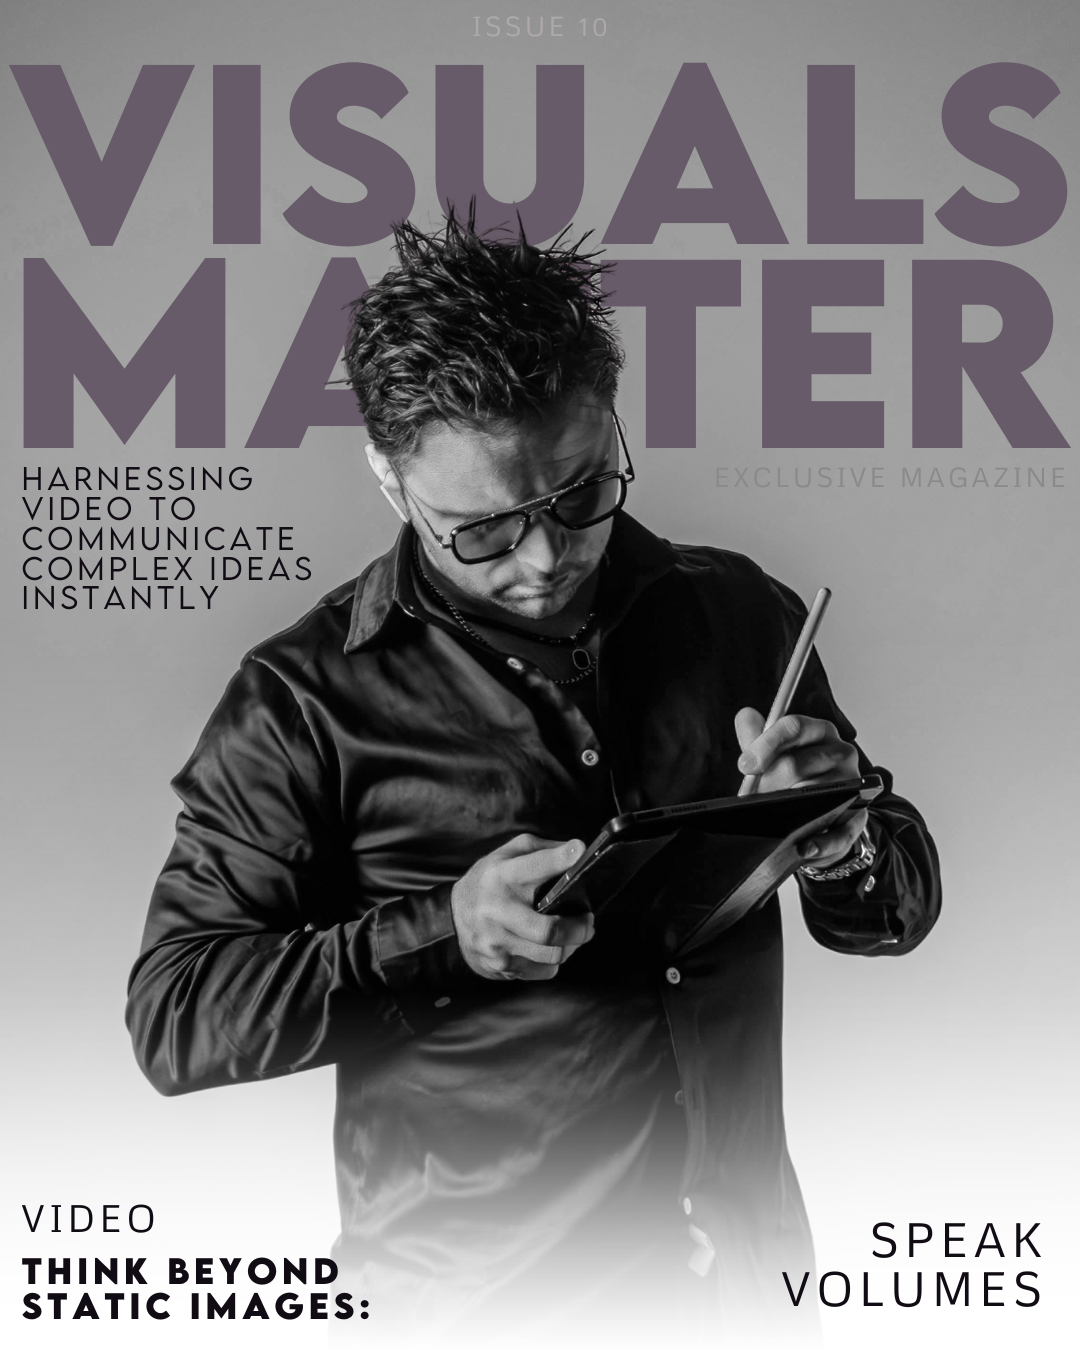 ISSUE 10
VISUALS
MATTER
HARNESSING
VIDEO TO
COMMUNICATE
COMPLEX IDEAS
INSTANTLY
EXCLUSIVE MAGAZINE
VIDEO
THINK BEYOND
STATIC IMAGES:
SPEAK
VOLUMES